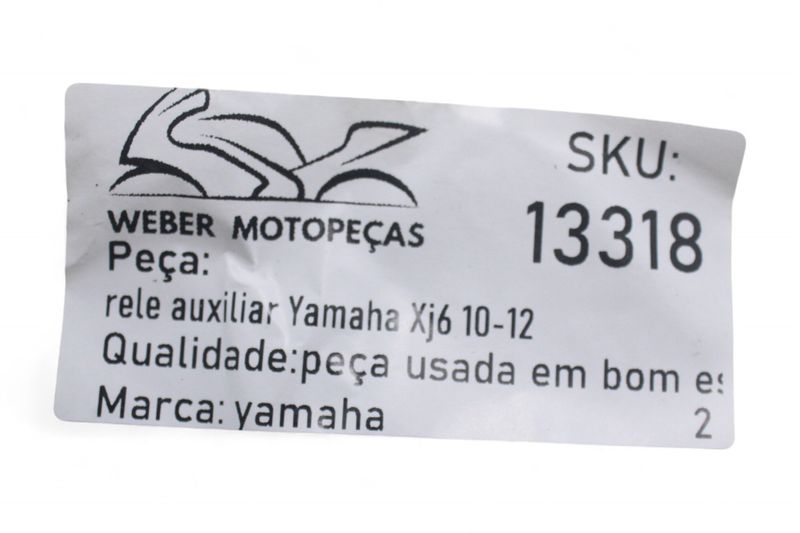 WEBER MOTOPEÇAS
SKU:
13318
Peça:
rele auxiliar Yamaha Xj6 10-12
Qualidade:peça usada em bom es
Marca: yamaha
2